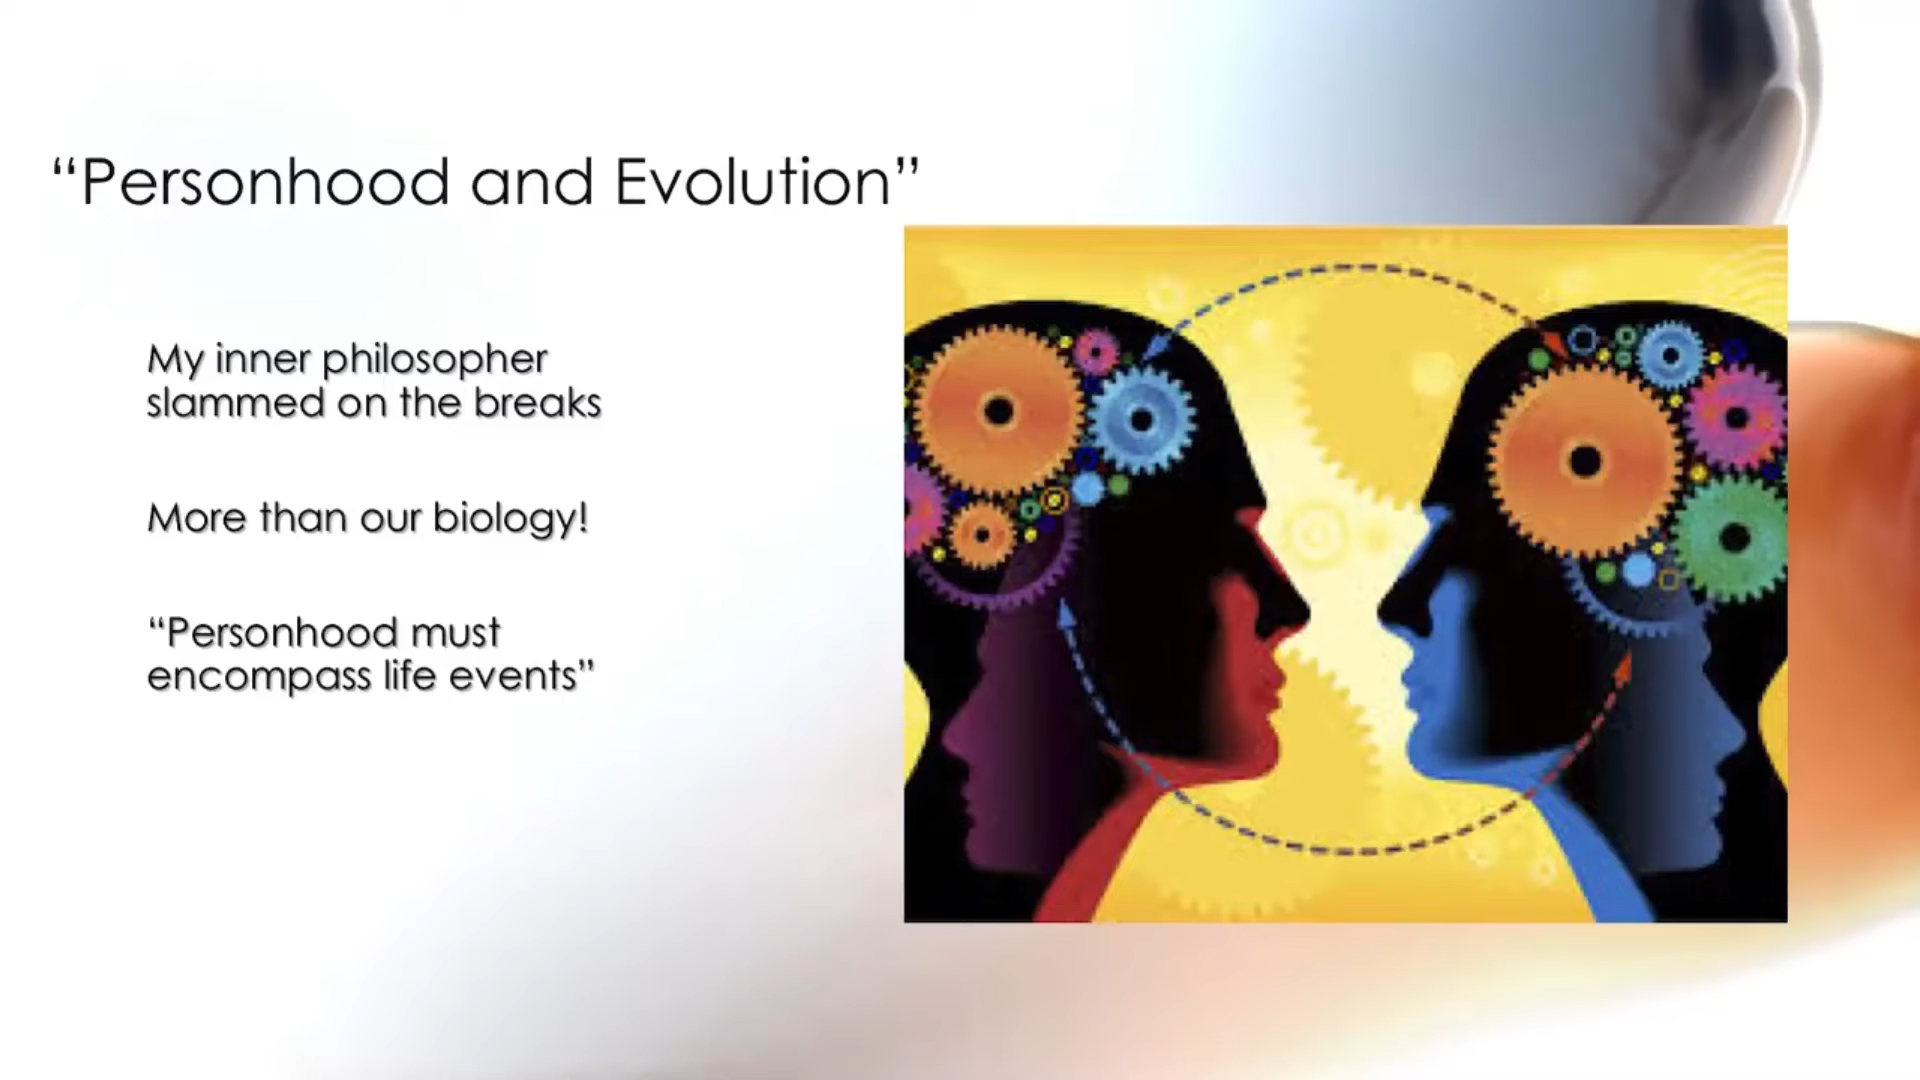 “Personhood and Evolution”
My inner philosopher
slammed on the breaks
More than our biology!
“Personhood must
encompass life events”